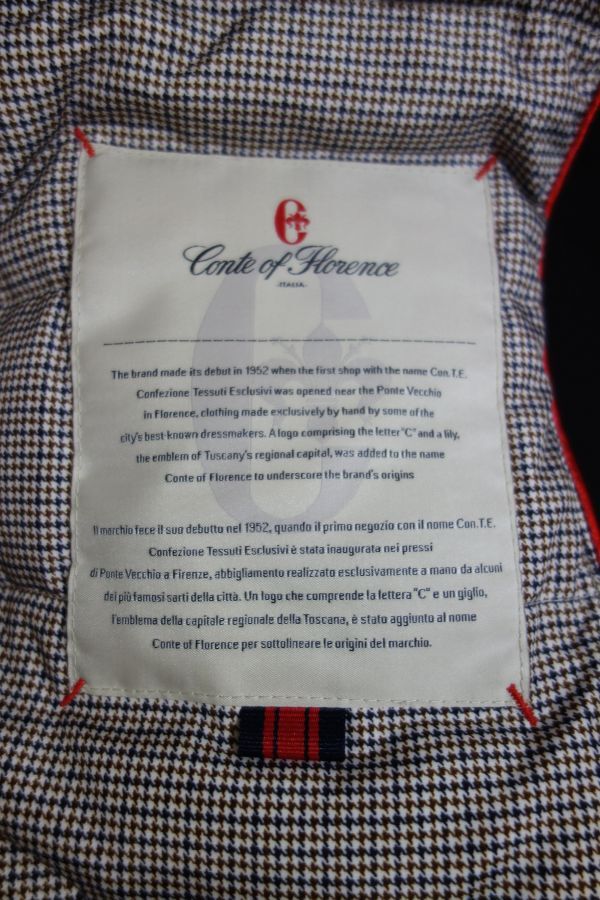 C
Conte of Florence
-ITALIA-
The brand made its debut in 1952 when the first shop with the name Con.T.E.
Confezione Tessuti Esclusivi was opened near the Ponte Vecchio
in Florence, clothing made exclusively by hand by some of the
city's best-known dressmakers. A logo comprising the letter "C" and a lily,
the emblem of Tuscany's regional capital, was added to the name
Conte of Florence to underscore the brand's origins
Il marchio fece il suo debutto nel 1952, quando il primo negozio con il nome Con.T.E.
Confezione Tessuti Esclusivi è stata inaugurata nei pressi
di Ponte Vecchio a Firenze, abbigliamento realizzato esclusivamente a mano da alcuni
dei più famosi sarti della città. Un logo che comprende la lettera "C" e un giglio,
l'emblema della capitale regionale della Toscana, è stato aggiunto al nome
Conte of Florence per sottolineare le origini del marchio.